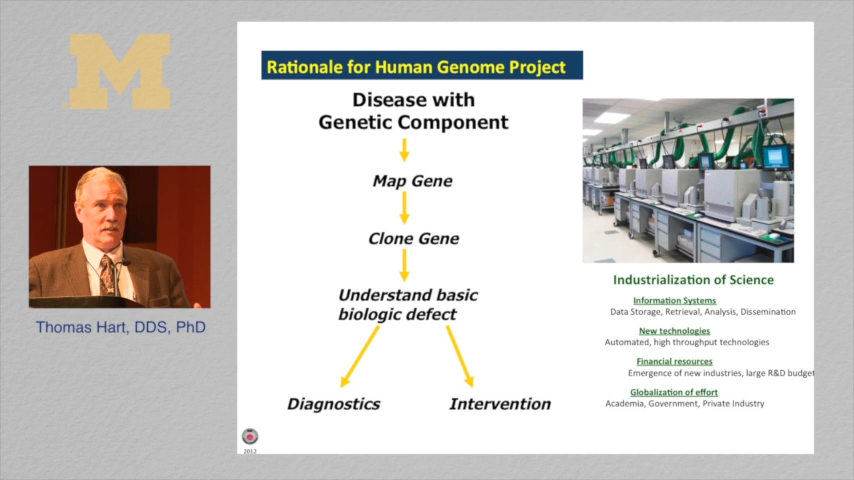 M
Thomas Hart, DDS, PhD
Rationale for Human Genome Project
Disease with
Genetic Component
Map Gene
Clone Gene
Understand basic
biologic defect
Diagnostics
Intervention
Industrialization of Science
Information Systems
Data Storage, Retrieval, Analysis, Dissemination
New technologies
Automated, high throughput technologies
Financial resources
Emergence of new industries, large R&D budget
Globalization of effort
Academia, Government, Private Industry
2012